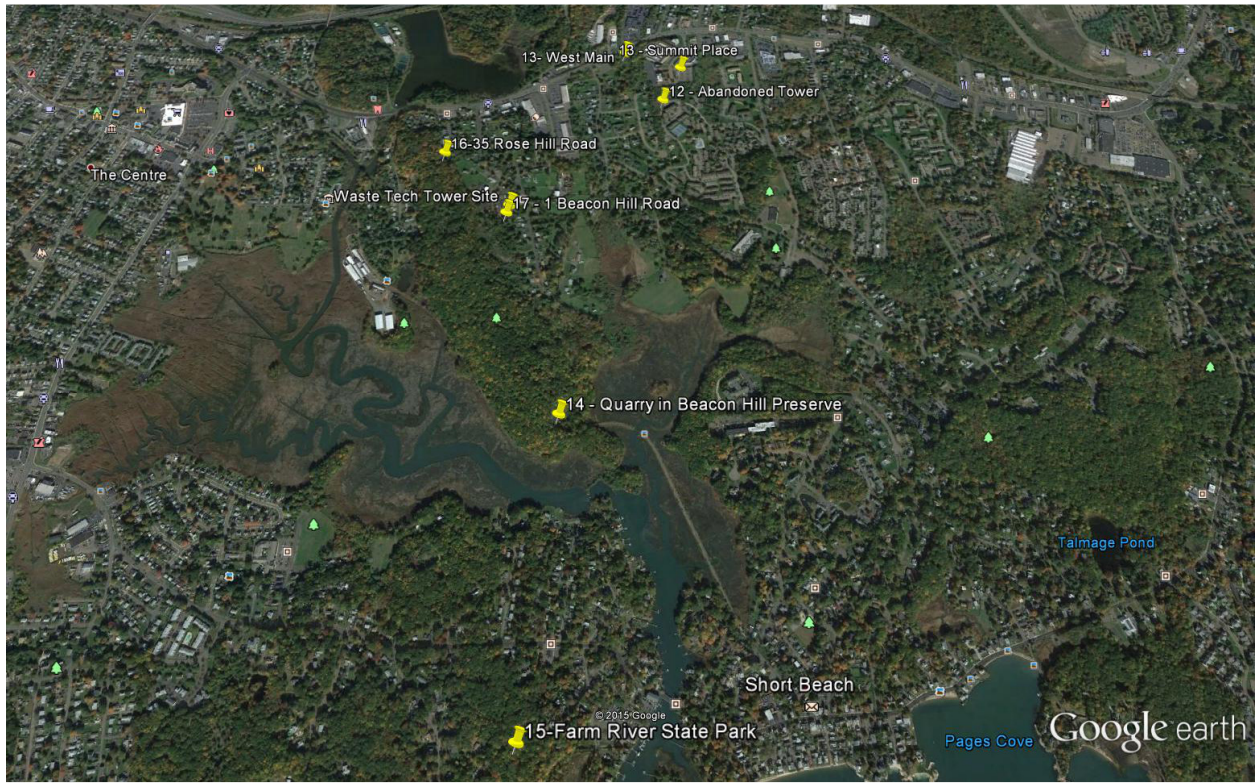 13- West Main
13 - Summit Place
12 - Abandoned Tower
16-35 Rose Hill Road
The Centre
Waste Tech Tower Site
17 - 1 Beacon Hill Road
14 - Quarry in Beacon Hill Preserve
Talmage Pond
Short Beach
© 2015 Google
15-Farm River State Park
Pages Cove
Google earth